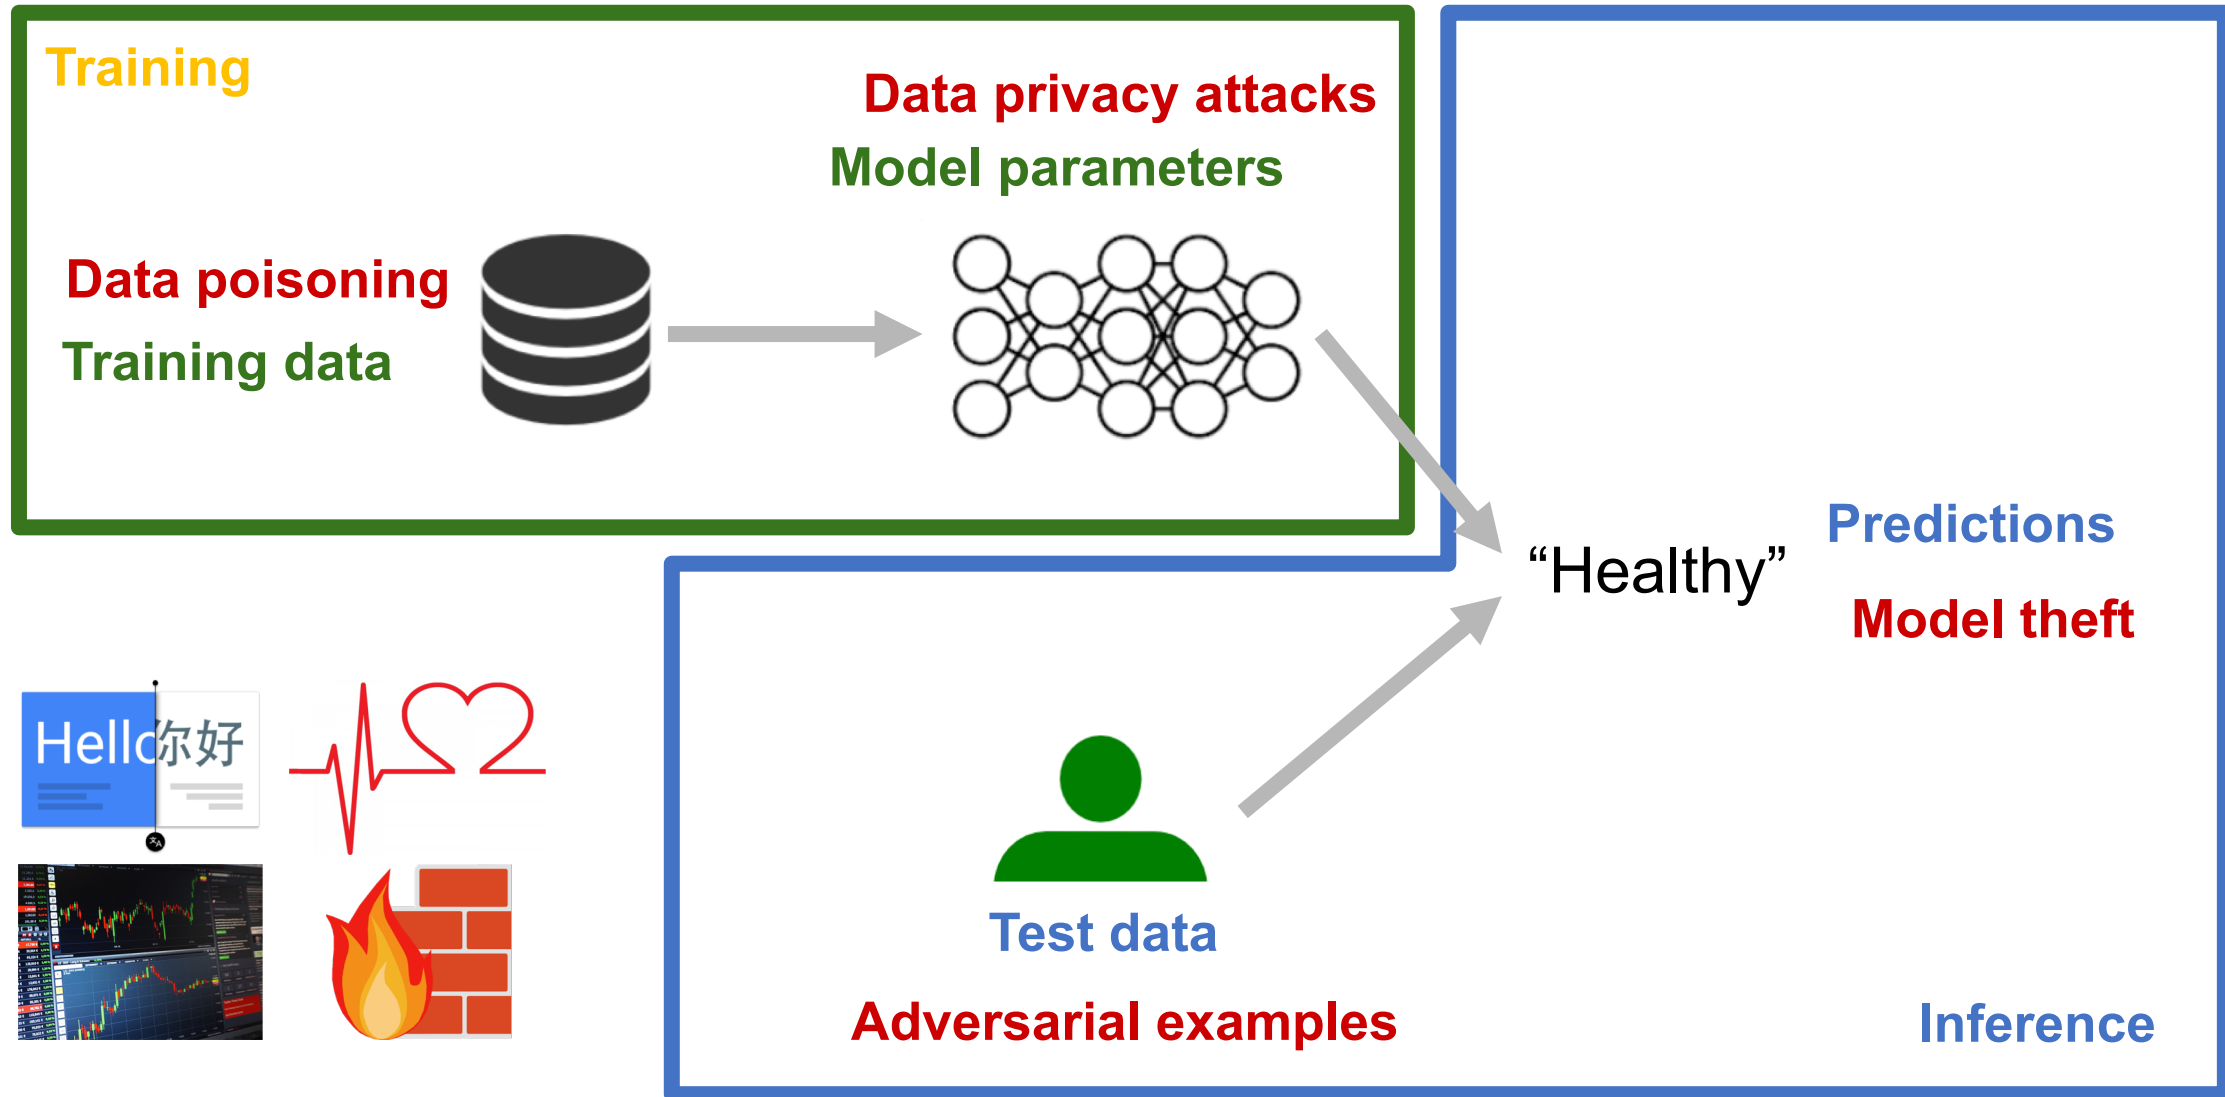 Training
Data privacy attacks
Model parameters
Data poisoning
Training data
Predictions
“Healthy”
Model theft
Hello
你好
Test data
Adversarial examples
Inference